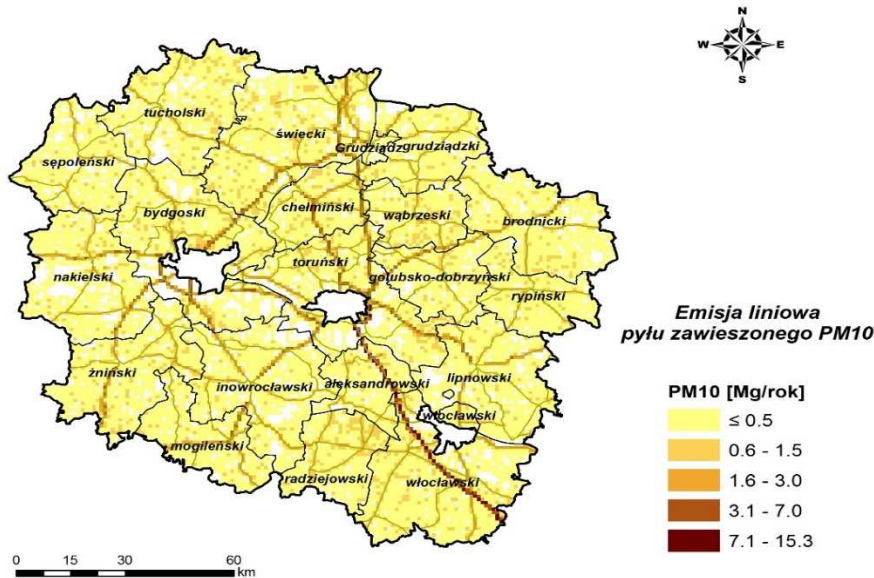 N
W E
S
tucholski
świecki
Grudziądz
grudziądzki
sępoleński
bydgoski
chełmiński
wąbrzeski
brodnicki
toruński
nakielski
golubsko-dobrzyński
rypiński
Emisja liniowa
pyłu zawieszonego PM10
żniński
inowrocławski
aleksandrowski
lipnowski
włocławski
mogileński
radziejowski
włocławski
PM10 [Mg/rok]
≤ 0.5
0.6 - 1.5
1.6 - 3.0
3.1 - 7.0
7.1 - 15.3
0 15 30 60
km